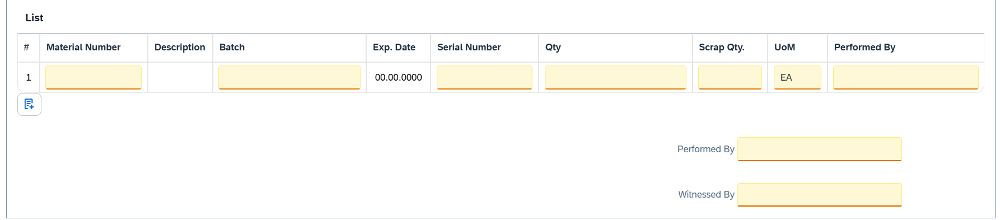 List
# Material Number Description Batch Exp. Date Serial Number Qty Scrap Qty. UoM Performed By
1 00.00.0000 EA
Performed By
Witnessed By